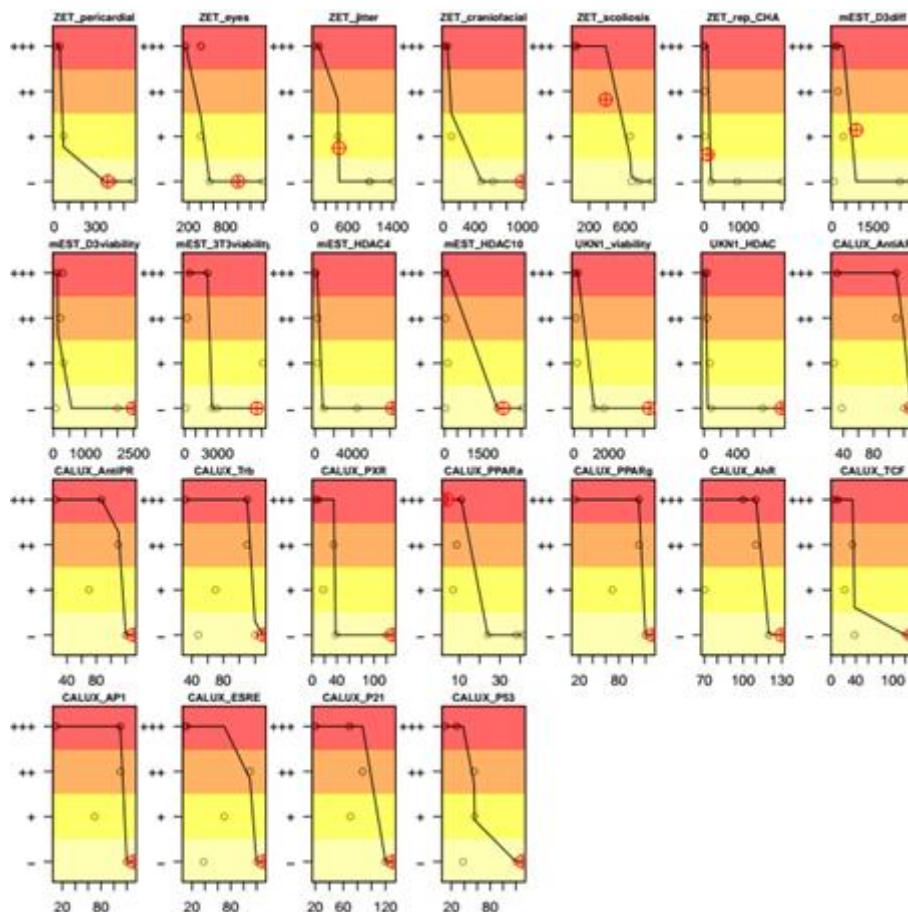 ZET_pericardial ZET_eyes ZET_jitter ZET_craniofacial ZET_scoliosis ZET_rep_CHA mEST_D3diff
+++ +++ +++ +++ +++ +++ +++
++ ++ ++ ++ ++ ++ ++
+ + + + + + +
– – – – – – –
0 300 200 800 0 600 1400 0 400 1000 200 600 0 1000 0 1500
mEST_D3viability mEST_3T3viability mEST_HDAC4 mEST_HDAC10 UKN1_viability UKN1_HDAC CALUX_AntiAR
+++ +++ +++ +++ +++ +++ +++
++ ++ ++ ++ ++ ++ ++
+ + + + + + +
– – – – – – –
0 1000 2500 0 3000 0 4000 0 1500 0 2000 0 400 40 80
CALUX_AntiPR CALUX_Trb CALUX_PXR CALUX_PPARa CALUX_PPARg CALUX_AhR CALUX_TCF
+++ +++ +++ +++ +++ +++ +++
++ ++ ++ ++ ++ ++ ++
+ + + + + + +
– – – – – – –
40 80 40 80 0 40 100 10 30 20 80 70 100 130 0 40 100
CALUX_AP1 CALUX_ESRE CALUX_P21 CALUX_P53
+++ +++ +++ +++
++ ++ ++ ++
+ + + +
– – – –
20 80 20 80 20 60 120 20 80